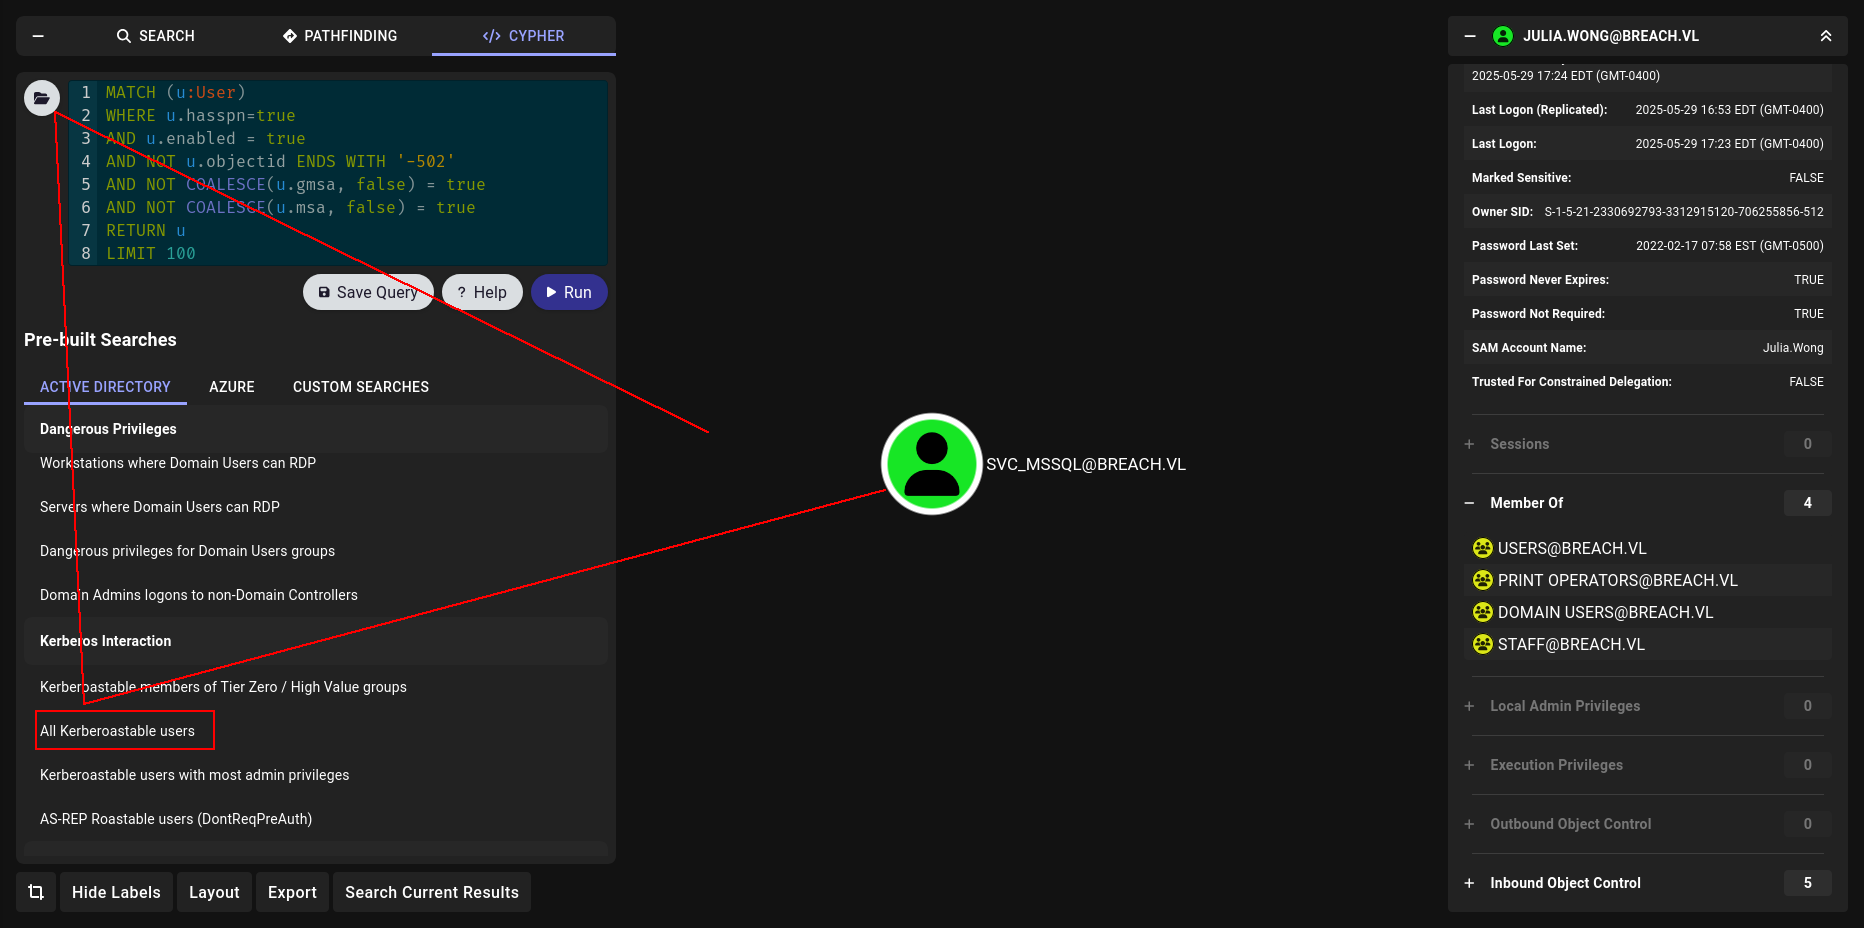 SEARCH
PATHFINDING
</> CYPHER
1 MATCH (u:User)
2 WHERE u.hasspn=true
3 AND u.enabled = true
4 AND NOT u.objectid ENDS WITH '-502'
5 AND NOT COALESCE(u.gmsa, false) = true
6 AND NOT COALESCE(u.msa, false) = true
7 RETURN u
8 LIMIT 100
Save Query
? Help
Run
Pre-built Searches
ACTIVE DIRECTORY
AZURE
CUSTOM SEARCHES
Dangerous Privileges
Workstations where Domain Users can RDP
Servers where Domain Users can RDP
Dangerous privileges for Domain Users groups
Domain Admins logons to non-Domain Controllers
Kerberos Interaction
Kerberoastable members of Tier Zero / High Value groups
All Kerberoastable users
Kerberoastable users with most admin privileges
AS-REP Roastable users (DontReqPreAuth)
Hide Labels
Layout
Export
Search Current Results
SVC_MSSQL@BREACH.VL
JULIA.WONG@BREACH.VL
2025-05-29 17:24 EDT (GMT-0400)
Last Logon (Replicated): 2025-05-29 16:53 EDT (GMT-0400)
Last Logon: 2025-05-29 17:23 EDT (GMT-0400)
Marked Sensitive: FALSE
Owner SID: S-1-5-21-2330692793-3312915120-706255856-512
Password Last Set: 2022-02-17 07:58 EST (GMT-0500)
Password Never Expires: TRUE
Password Not Required: TRUE
SAM Account Name: Julia.Wong
Trusted For Constrained Delegation: FALSE
+ Sessions 0
− Member Of 4
USERS@BREACH.VL
PRINT OPERATORS@BREACH.VL
DOMAIN USERS@BREACH.VL
STAFF@BREACH.VL
+ Local Admin Privileges 0
+ Execution Privileges 0
+ Outbound Object Control 0
+ Inbound Object Control 5